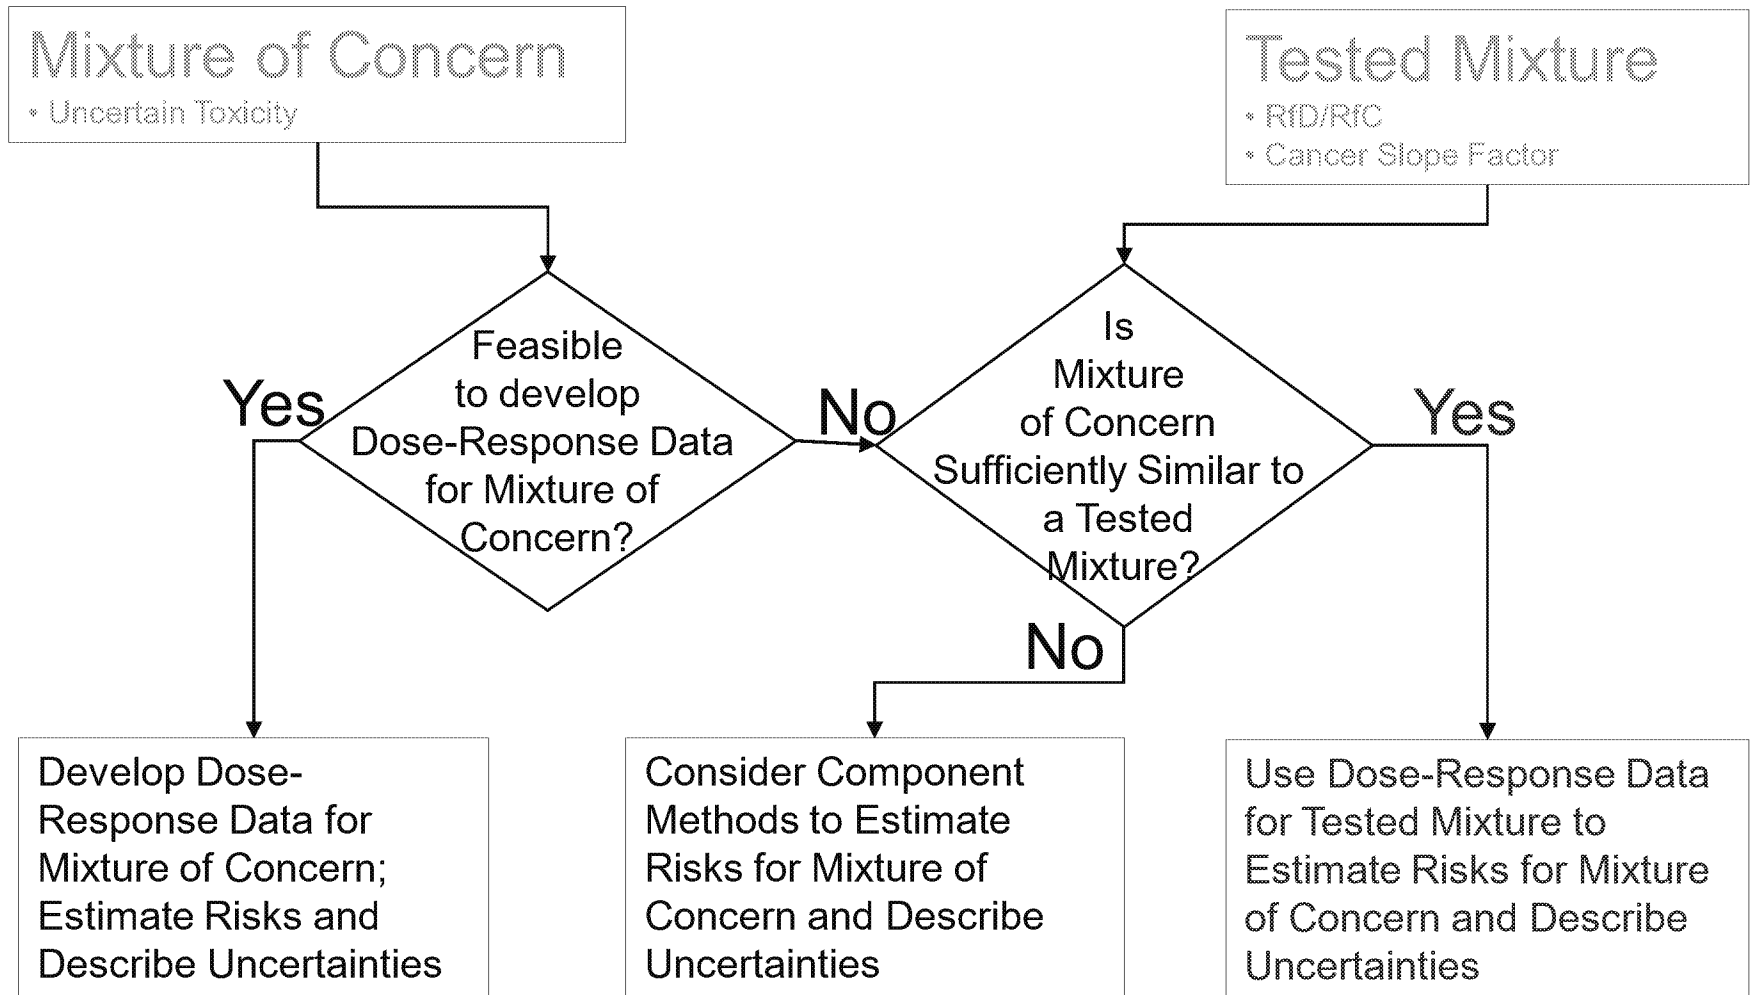 Mixture of Concern
• Uncertain Toxicity
Tested Mixture
• RfD/RfC
• Cancer Slope Factor
Feasible
to develop
Dose-Response Data
for Mixture of
Concern?
Yes
No
Is
Mixture
of Concern
Sufficiently Similar to
a Tested
Mixture?
Yes
No
Develop Dose-
Response Data for
Mixture of Concern;
Estimate Risks and
Describe Uncertainties
Consider Component
Methods to Estimate
Risks for Mixture of
Concern and Describe
Uncertainties
Use Dose-Response Data
for Tested Mixture to
Estimate Risks for Mixture
of Concern and Describe
Uncertainties